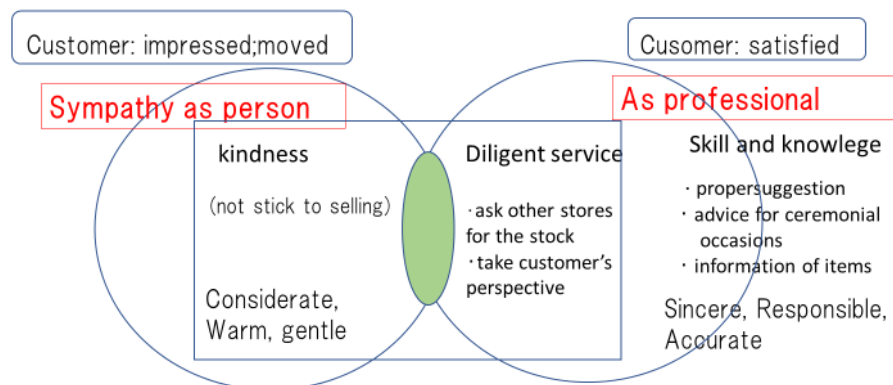 Customer: impressed;moved
Cusomer: satisfied
Sympathy as person
As professional
kindness
(not stick to selling)
Considerate,
Warm, gentle
Diligent service
・ask other stores
for the stock
・take customer's
perspective
Skill and knowlege
・propersuggestion
・advice for ceremonial
occasions
・information of items
Sincere, Responsible,
Accurate